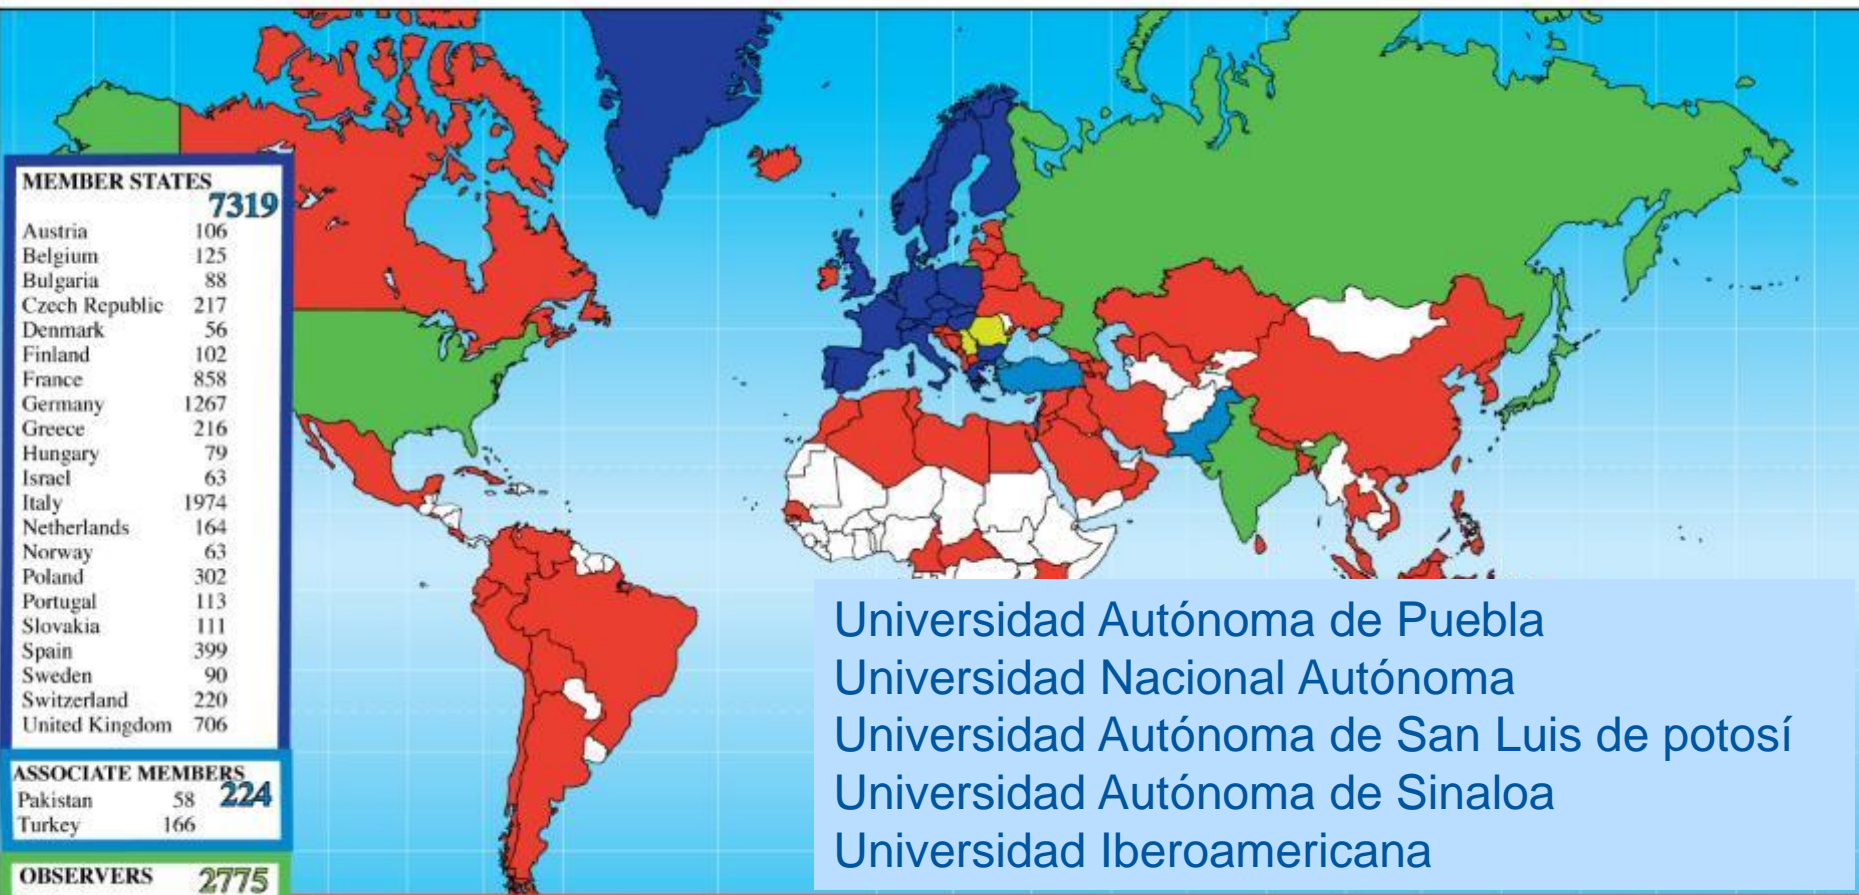 MEMBER STATES
7319
Austria 106
Belgium 125
Bulgaria 88
Czech Republic 217
Denmark 56
Finland 102
France 858
Germany 1267
Greece 216
Hungary 79
Israel 63
Italy 1974
Netherlands 164
Norway 63
Poland 302
Portugal 113
Slovakia 111
Spain 399
Sweden 90
Switzerland 220
United Kingdom 706
ASSOCIATE MEMBERS
224
Pakistan 58
Turkey 166
OBSERVERS 2775
Universidad Autónoma de Puebla
Universidad Nacional Autónoma
Universidad Autónoma de San Luis de potosí
Universidad Autónoma de Sinaloa
Universidad Iberoamericana